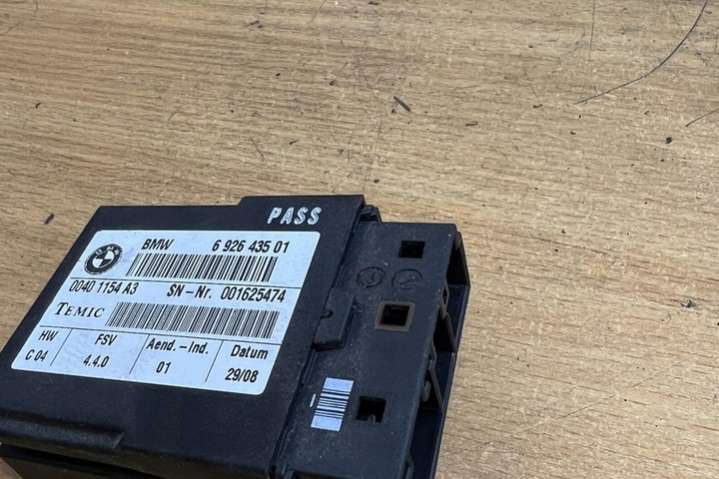 PASS
BMW 6 926 435 01
0040 1154 A3 SN-Nr. 001625474
TEMIC
HW FSV Aend.-Ind. Datum
C 04 4.4.0 01 29/08